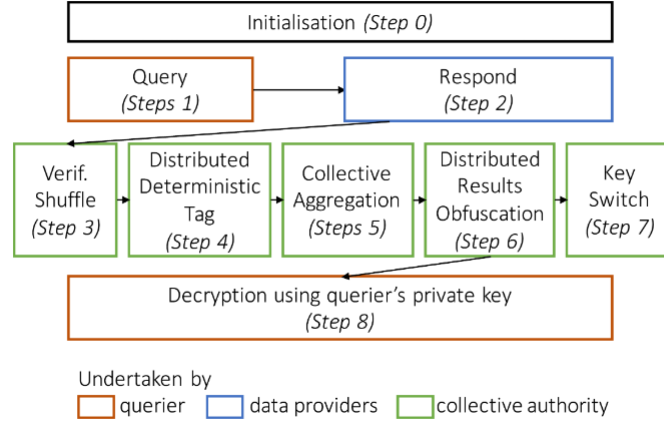 Initialisation (Step 0)
Query
(Steps 1)
Respond
(Step 2)
Verif.
Shuffle
(Step 3)
Distributed
Deterministic
Tag
(Step 4)
Collective
Aggregation
(Steps 5)
Distributed
Results
Obfuscation
(Step 6)
Key
Switch
(Step 7)
Decryption using querier's private key
(Step 8)
Undertaken by
querier
data providers
collective authority